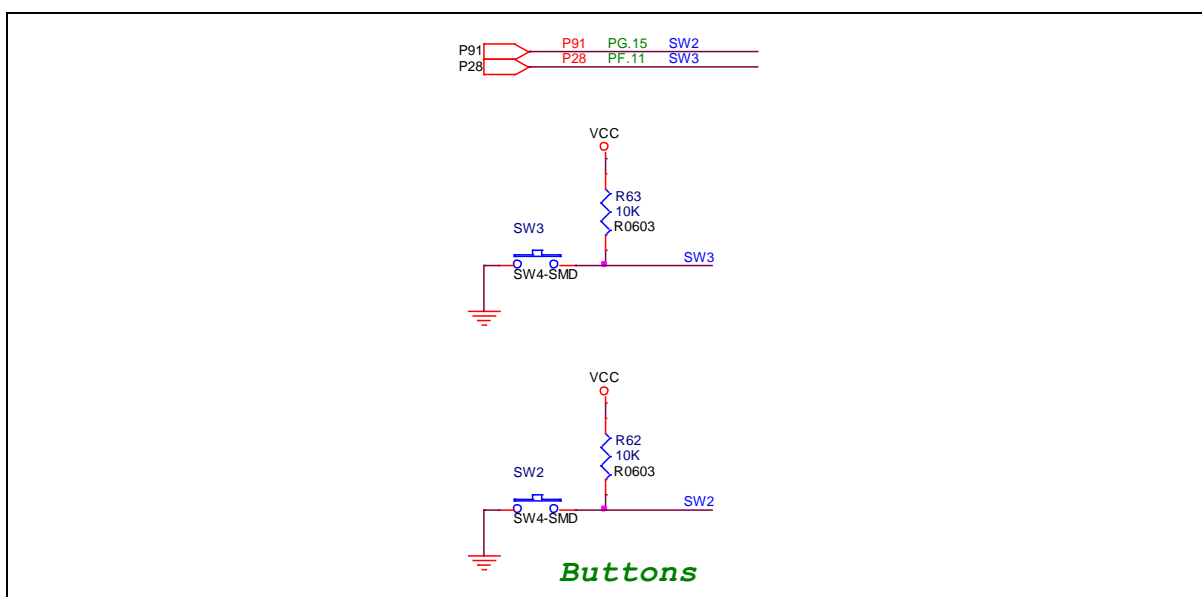 P91 P91 PG.15 SW2
P28 P28 PF.11 SW3
VCC
R63
10K
R0603
SW3
SW3
SW4-SMD
VCC
R62
10K
R0603
SW2
SW2
SW4-SMD
Buttons